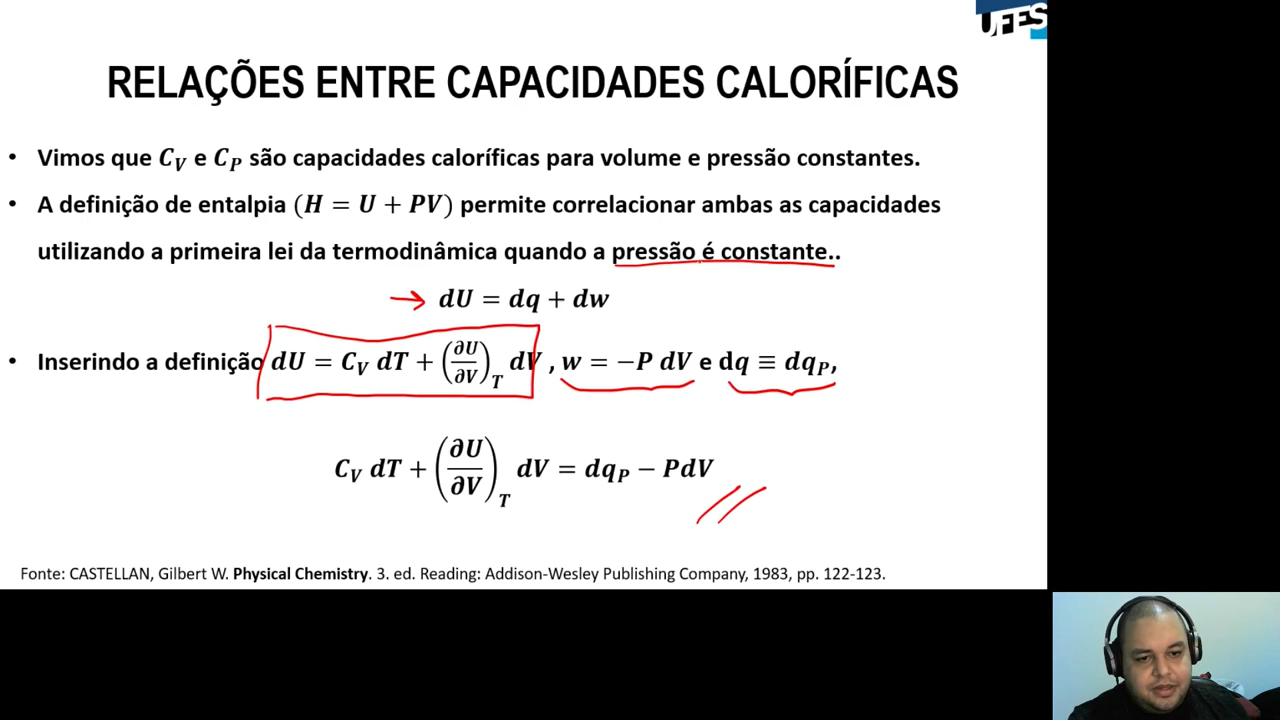 UFES
RELAÇÕES ENTRE CAPACIDADES CALORÍFICAS
• Vimos que C_V e C_P são capacidades caloríficas para volume e pressão constantes.
• A definição de entalpia (H = U + PV) permite correlacionar ambas as capacidades
utilizando a primeira lei da termodinâmica quando a pressão é constante..
→ dU = dq + dw
• Inserindo a definição dU = C_V dT + (∂U/∂V)_T dV , w = −P dV e dq ≡ dq_P,
C_V dT + (∂U/∂V)_T dV = dq_P − PdV
Fonte: CASTELLAN, Gilbert W. Physical Chemistry. 3. ed. Reading: Addison-Wesley Publishing Company, 1983, pp. 122-123.